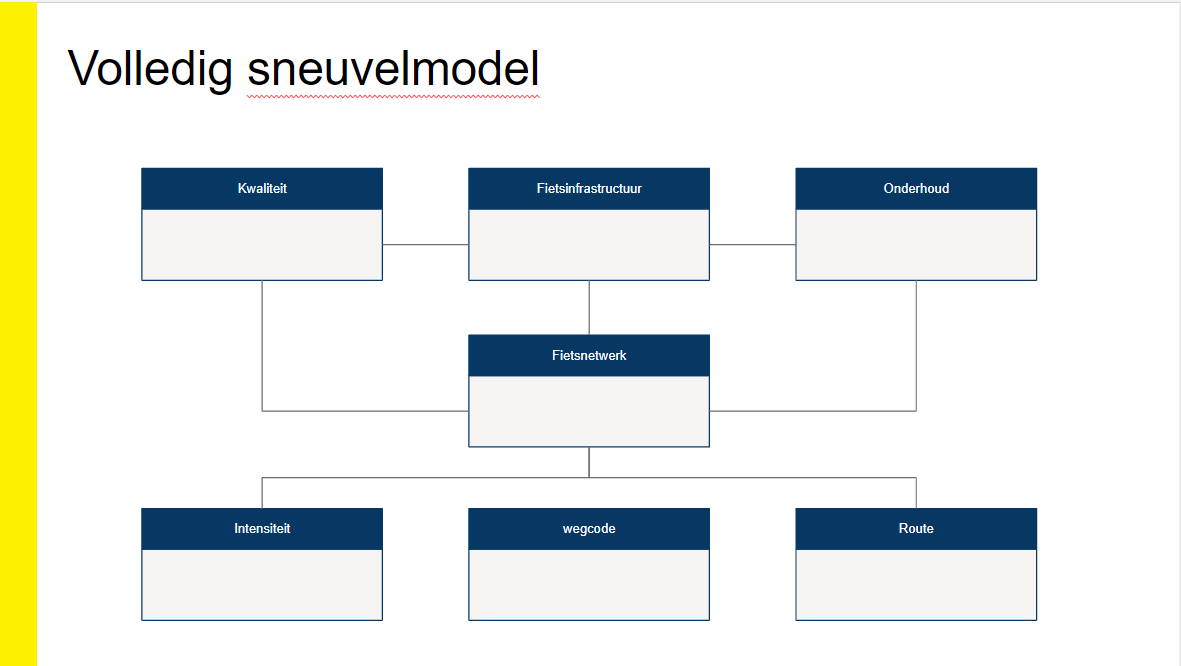 Volledig sneuvelmodel
Kwaliteit
Fietsinfrastructuur
Onderhoud
Fietsnetwerk
Intensiteit
wegcode
Route